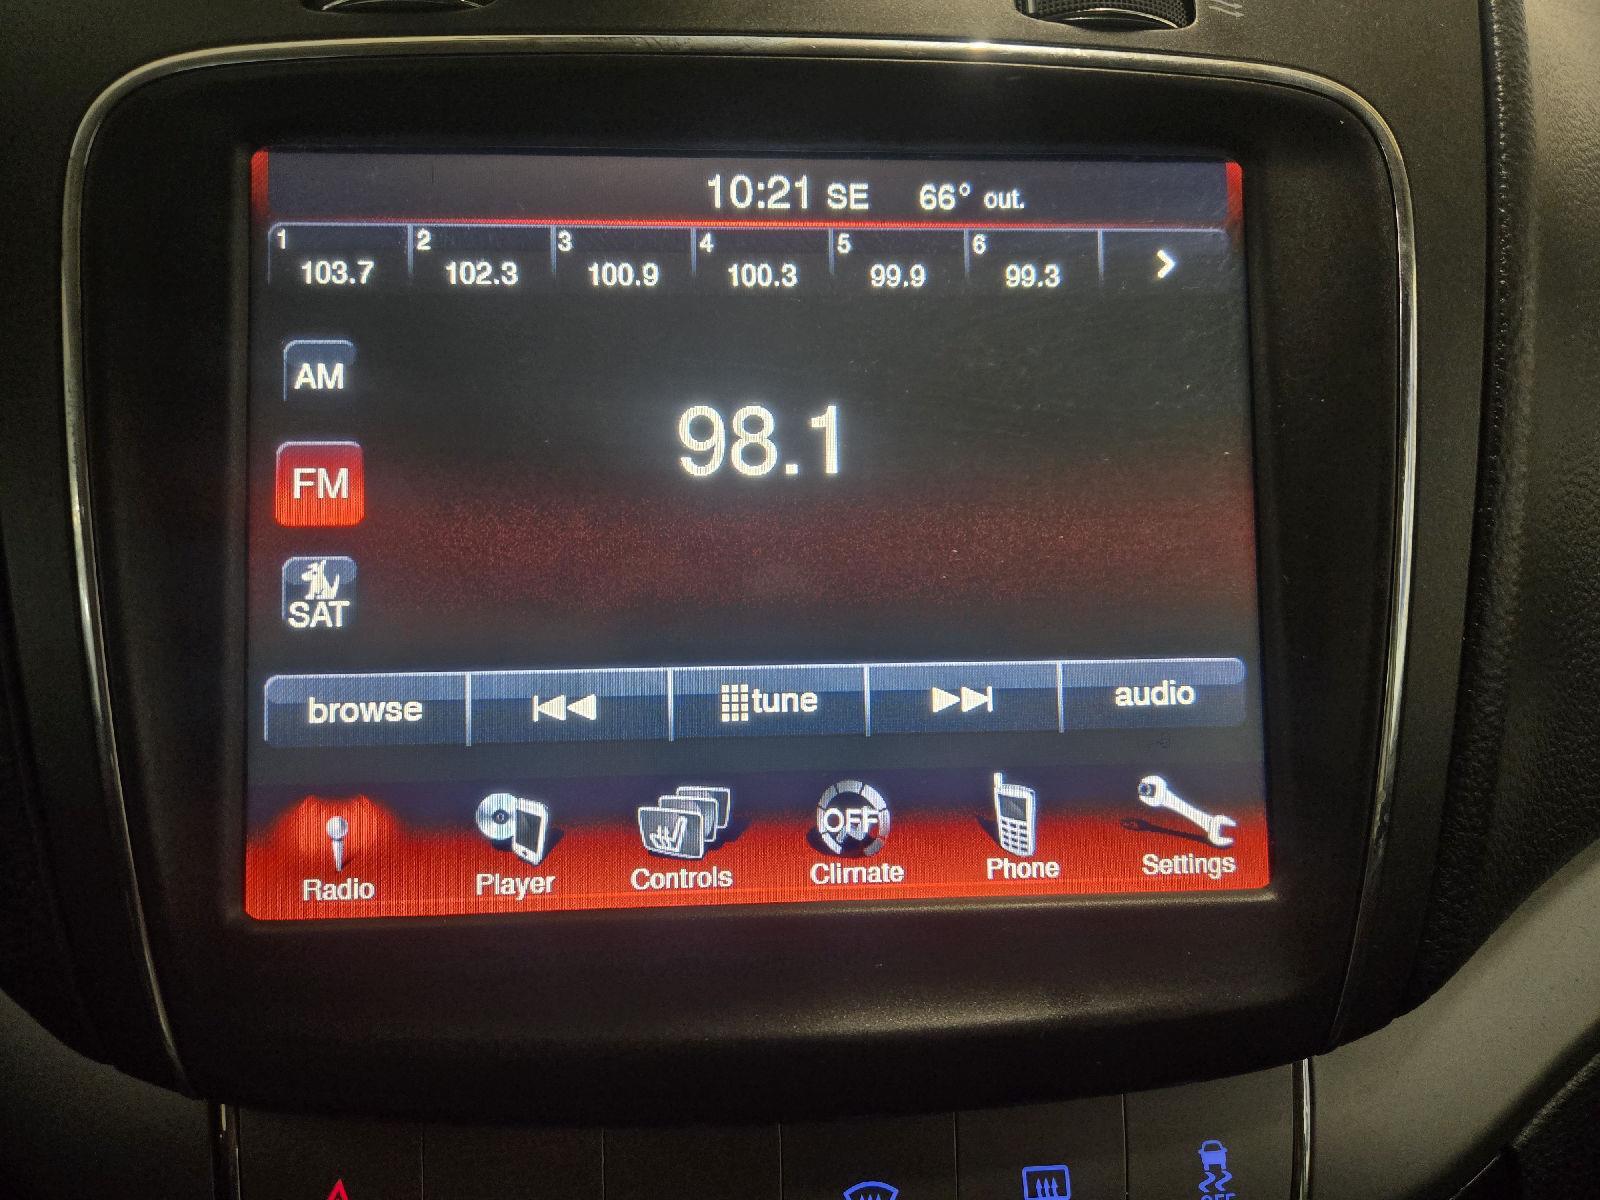 10:21 SE 66° out.
1 2 3 4 5 6
103.7 102.3 100.9 100.3 99.9 99.3
AM
98.1
FM
SAT
browse tune audio
OFF
Radio Player Controls Climate Phone Settings
OFF